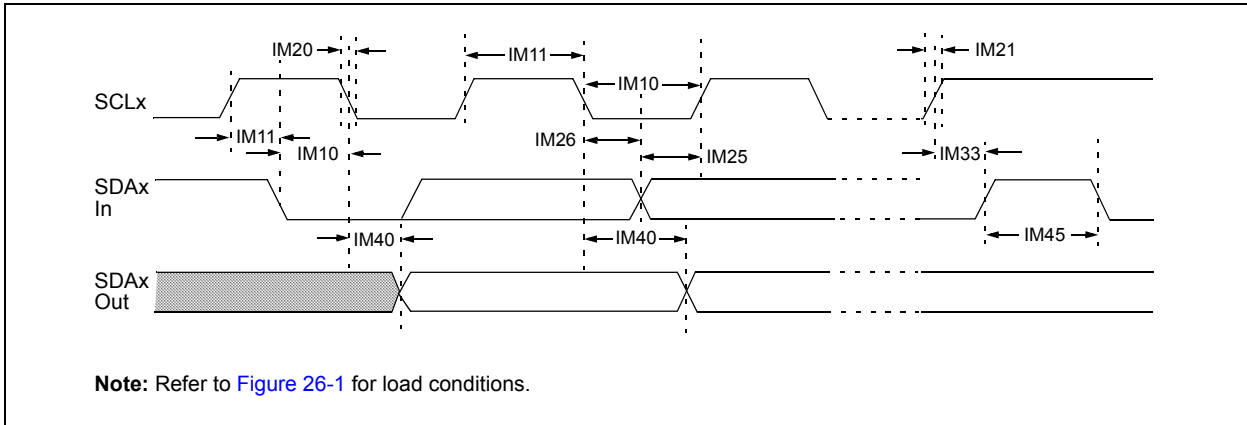 IM20
IM11
IM21
IM10
SCLx
IM11
IM26
IM10
IM25
IM33
SDAx
In
IM40
IM40
IM45
SDAx
Out
Note: Refer to Figure 26-1 for load conditions.